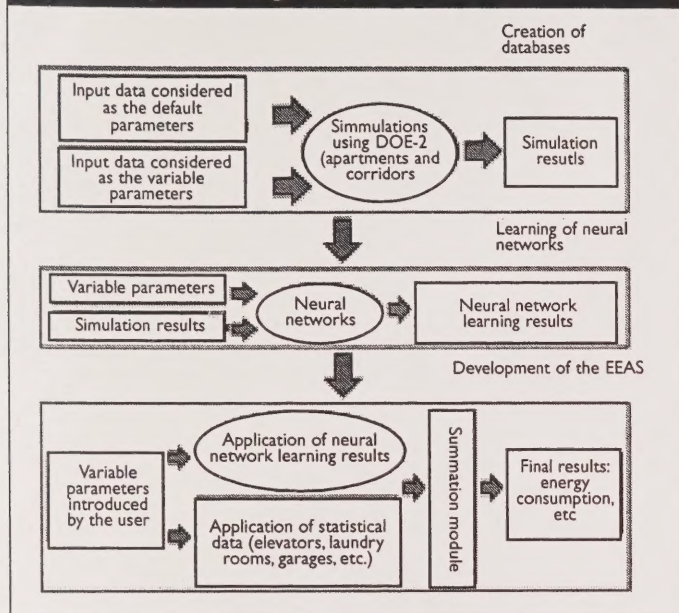 Creation of
databases
Input data considered
as the default
parameters
Input data considered
as the variable
parameters
Simmulations
using DOE-2
(apartments and
corridors
Simulation
resutls
Learning of neural
networks
Variable parameters
Simulation results
Neural
networks
Neural network
learning results
Development of the EEAS
Variable
parameters
introduced
by the user
Application of neural
network learning results
Application of statistical
data (elevators, laundry
rooms, garages, etc.)
Summation module
Final results:
energy
consumption,
etc